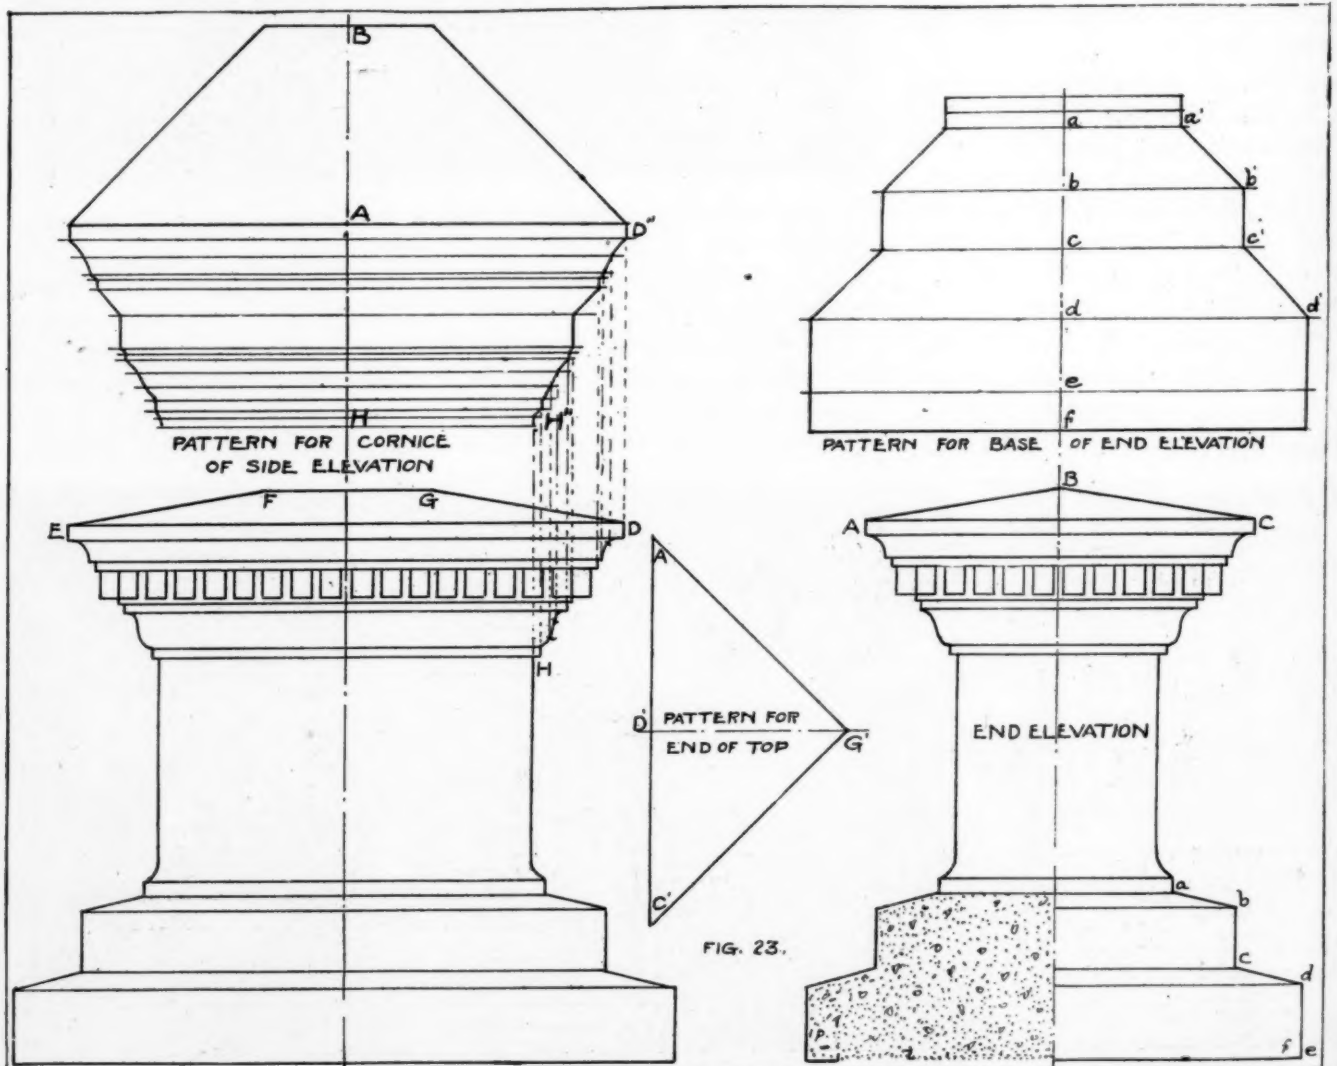 B
A
D"
H H"
PATTERN FOR CORNICE
OF SIDE ELEVATION
a a'
b b'
c c'
d d'
e
f
PATTERN FOR BASE OF END ELEVATION
F G
E D
H
A
D' PATTERN FOR G'
END OF TOP
C'
FIG. 23.
B
A C
END ELEVATION
a
b
c
d
f e